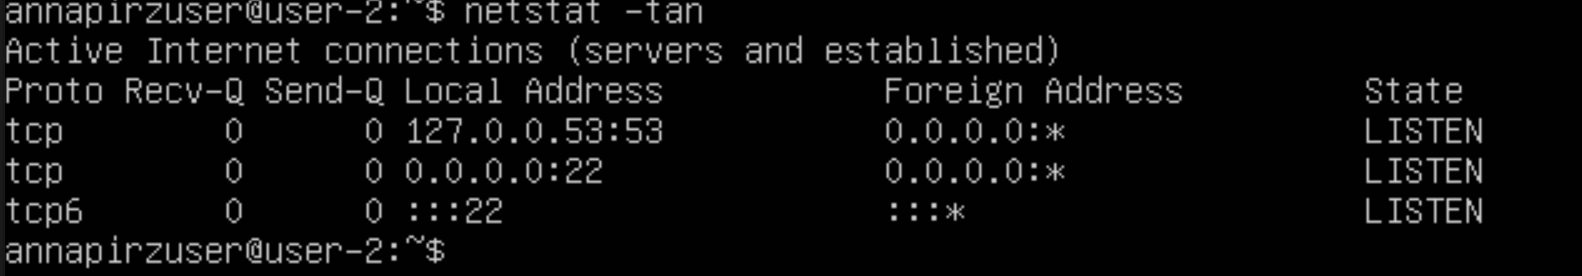 annapirzuser@user-2:~$ netstat -tan
Active Internet connections (servers and established)
Proto Recv-Q Send-Q Local Address           Foreign Address         State
tcp        0      0 127.0.0.53:53           0.0.0.0:*               LISTEN
tcp        0      0 0.0.0.0:22              0.0.0.0:*               LISTEN
tcp6       0      0 :::22                   :::*                    LISTEN
annapirzuser@user-2:~$